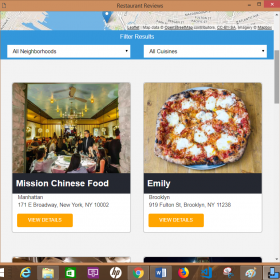 Restaurant Reviews
Leaflet | Map data © OpenStreetMap contributors, CC-BY-SA, Imagery © Mapbox
Filter Results
All Neighborhoods
All Cuisines
Mission Chinese Food
Manhattan
171 E Broadway, New York, NY 10002
VIEW DETAILS
Emily
Brooklyn
919 Fulton St, Brooklyn, NY 11238
VIEW DETAILS